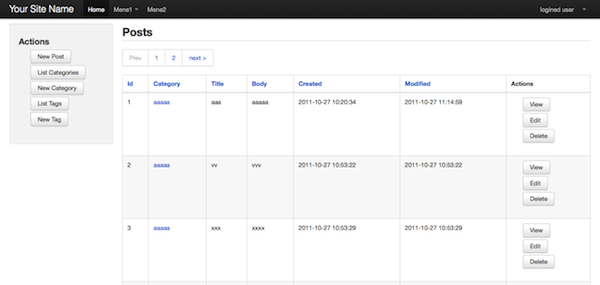 Your Site Name Home Mene1 Mene2 logined user
Actions
New Post
List Categories
New Category
List Tags
New Tag
Posts
Prev 1 2 next >
Id Category Title Body Created Modified Actions
1 aaaaa aaa aaaaa 2011-10-27 10:20:34 2011-10-27 11:14:59 View
Edit
Delete
2 aaaaa vv vvv 2011-10-27 10:53:22 2011-10-27 10:53:22 View
Edit
Delete
3 aaaaa xxx xxxx 2011-10-27 10:53:29 2011-10-27 10:53:29 View
Edit
Delete